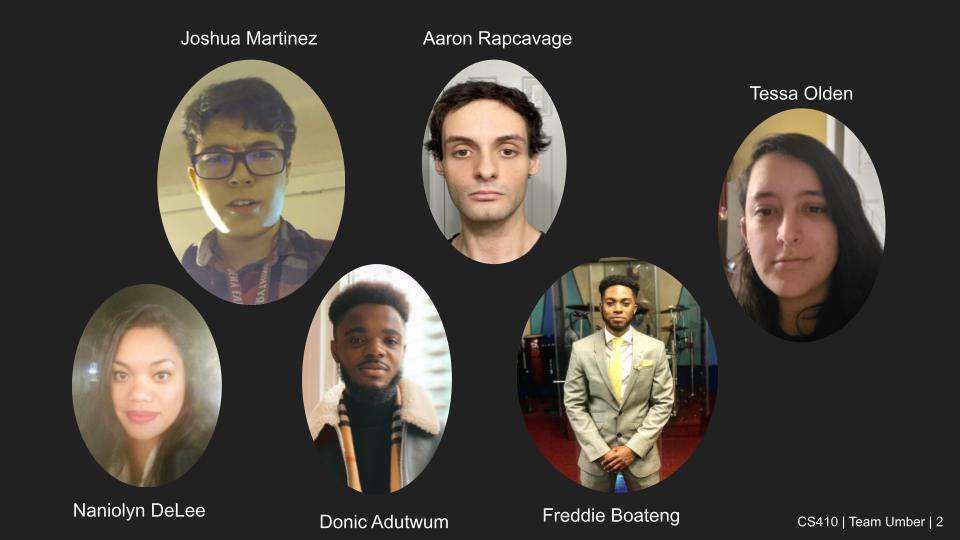 Joshua Martinez
Aaron Rapcavage
Tessa Olden
Naniolyn DeLee
Donic Adutwum
Freddie Boateng
CS410 | Team Umber | 2